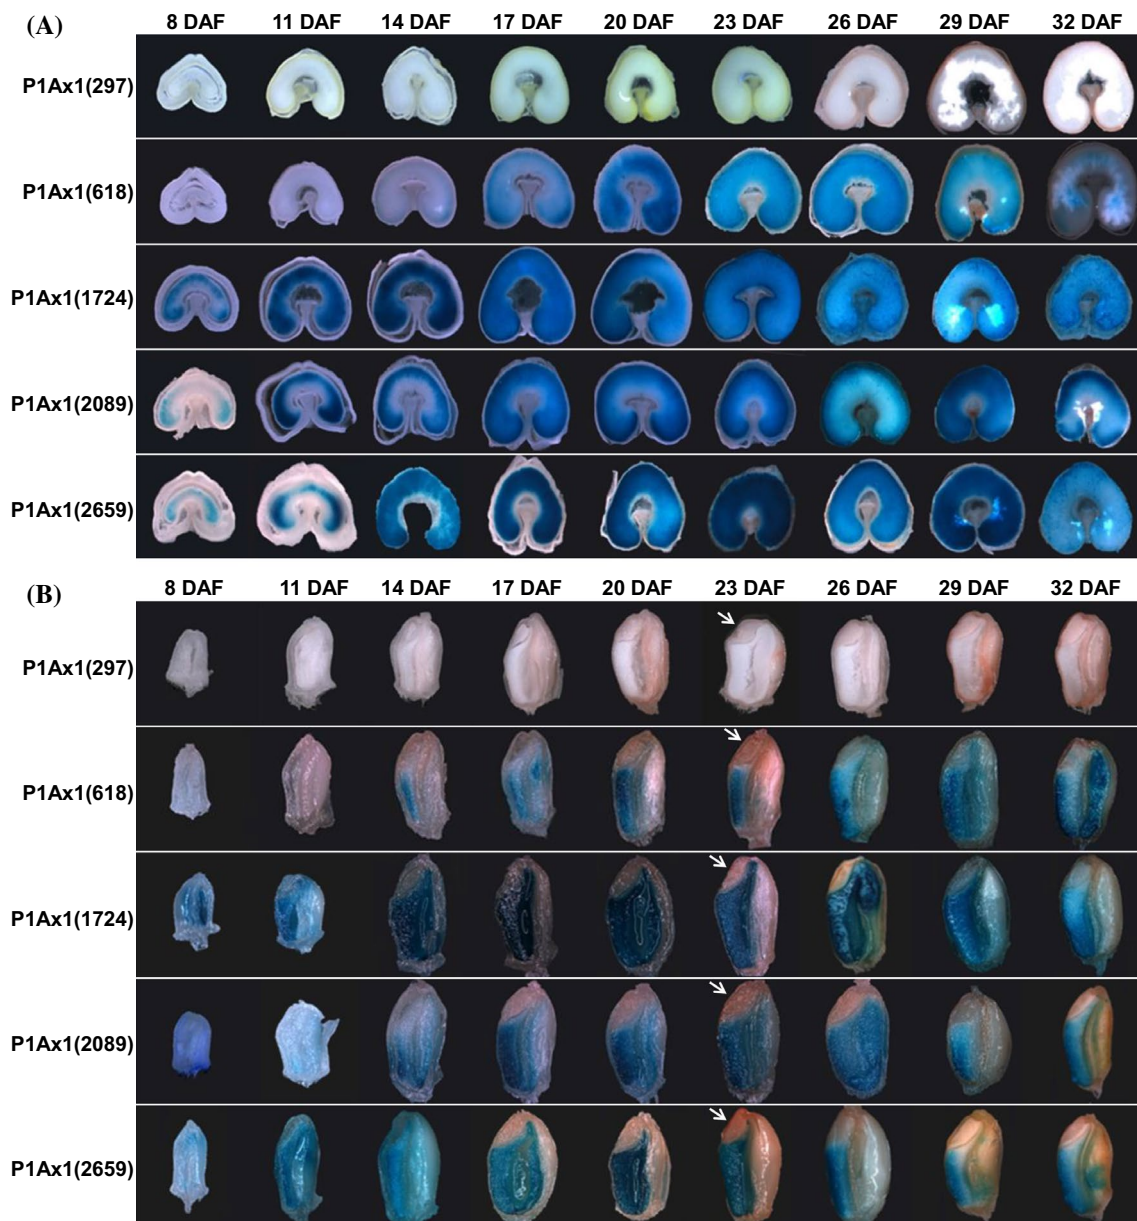 (A)
8 DAF 11 DAF 14 DAF 17 DAF 20 DAF 23 DAF 26 DAF 29 DAF 32 DAF
P1Ax1(297)
P1Ax1(618)
P1Ax1(1724)
P1Ax1(2089)
P1Ax1(2659)
(B)
8 DAF 11 DAF 14 DAF 17 DAF 20 DAF 23 DAF 26 DAF 29 DAF 32 DAF
P1Ax1(297)
P1Ax1(618)
P1Ax1(1724)
P1Ax1(2089)
P1Ax1(2659)